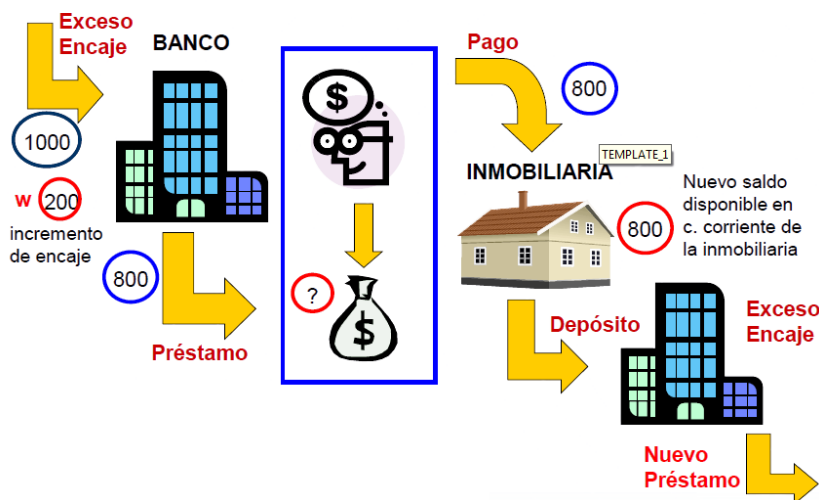 Exceso
Encaje
BANCO
1000
w 200
incremento
de encaje
800
Préstamo
$
?
$
Pago
800
TEMPLATE_1
INMOBILIARIA
800
Nuevo saldo
disponible en
c. corriente de
la inmobiliaria
Depósito
Exceso
Encaje
Nuevo
Préstamo